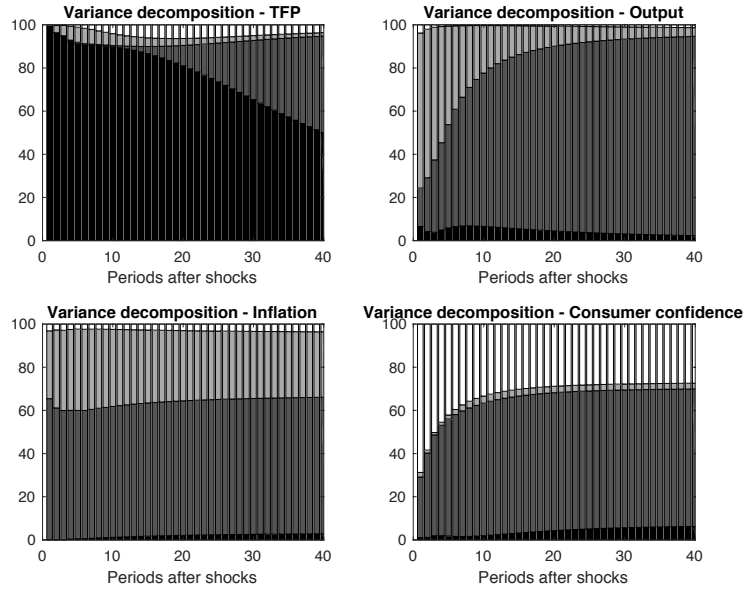 Variance decomposition - TFP
100
80
60
40
20
0
0 10 20 30 40
Periods after shocks
Variance decomposition - Output
100
80
60
40
20
0
0 10 20 30 40
Periods after shocks
Variance decomposition - Inflation
100
80
60
40
20
0
0 10 20 30 40
Periods after shocks
Variance decomposition - Consumer confidence
100
80
60
40
20
0
0 10 20 30 40
Periods after shocks